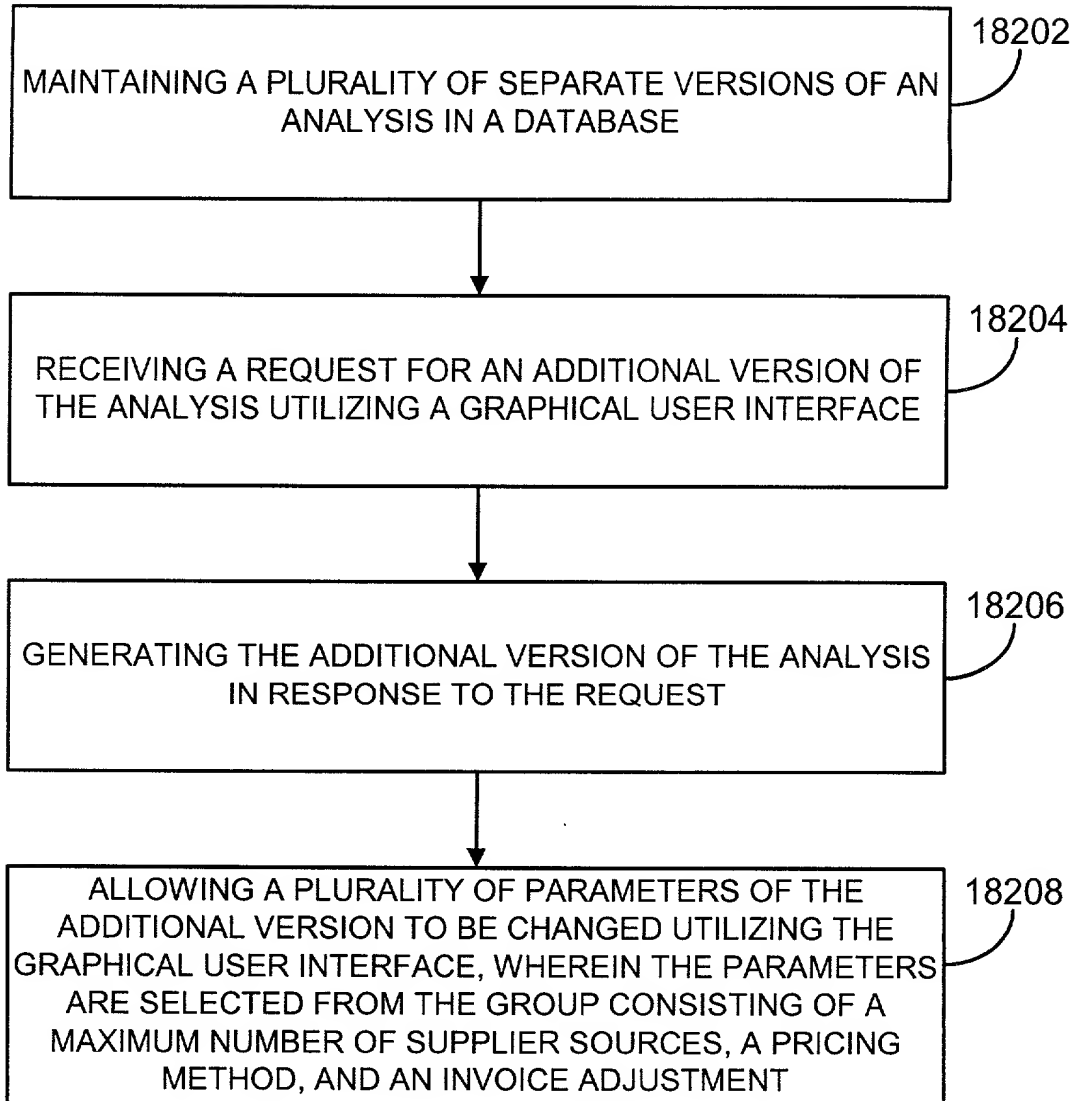 18202
MAINTAINING A PLURALITY OF SEPARATE VERSIONS OF AN
ANALYSIS IN A DATABASE
18204
RECEIVING A REQUEST FOR AN ADDITIONAL VERSION OF
THE ANALYSIS UTILIZING A GRAPHICAL USER INTERFACE
18206
GENERATING THE ADDITIONAL VERSION OF THE ANALYSIS
IN RESPONSE TO THE REQUEST
18208
ALLOWING A PLURALITY OF PARAMETERS OF THE
ADDITIONAL VERSION TO BE CHANGED UTILIZING THE
GRAPHICAL USER INTERFACE, WHEREIN THE PARAMETERS
ARE SELECTED FROM THE GROUP CONSISTING OF A
MAXIMUM NUMBER OF SUPPLIER SOURCES, A PRICING
METHOD, AND AN INVOICE ADJUSTMENT